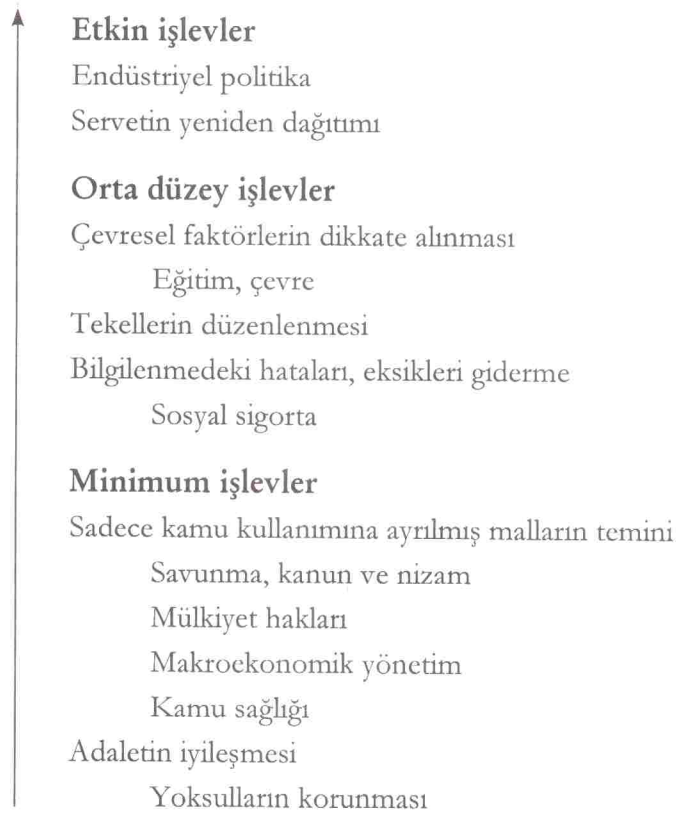 Etkin işlevler
Endüstriyel politika
Servetin yeniden dağıtımı
Orta düzey işlevler
Çevresel faktörlerin dikkate alınması
Eğitim, çevre
Tekellerin düzenlenmesi
Bilgilenmedeki hataları, eksikleri giderme
Sosyal sigorta
Minimum işlevler
Sadece kamu kullanımına ayrılmış malların temini
Savunma, kanun ve nizam
Mülkiyet hakları
Makroekonomik yönetim
Kamu sağlığı
Adaletin iyileşmesi
Yoksulların korunması